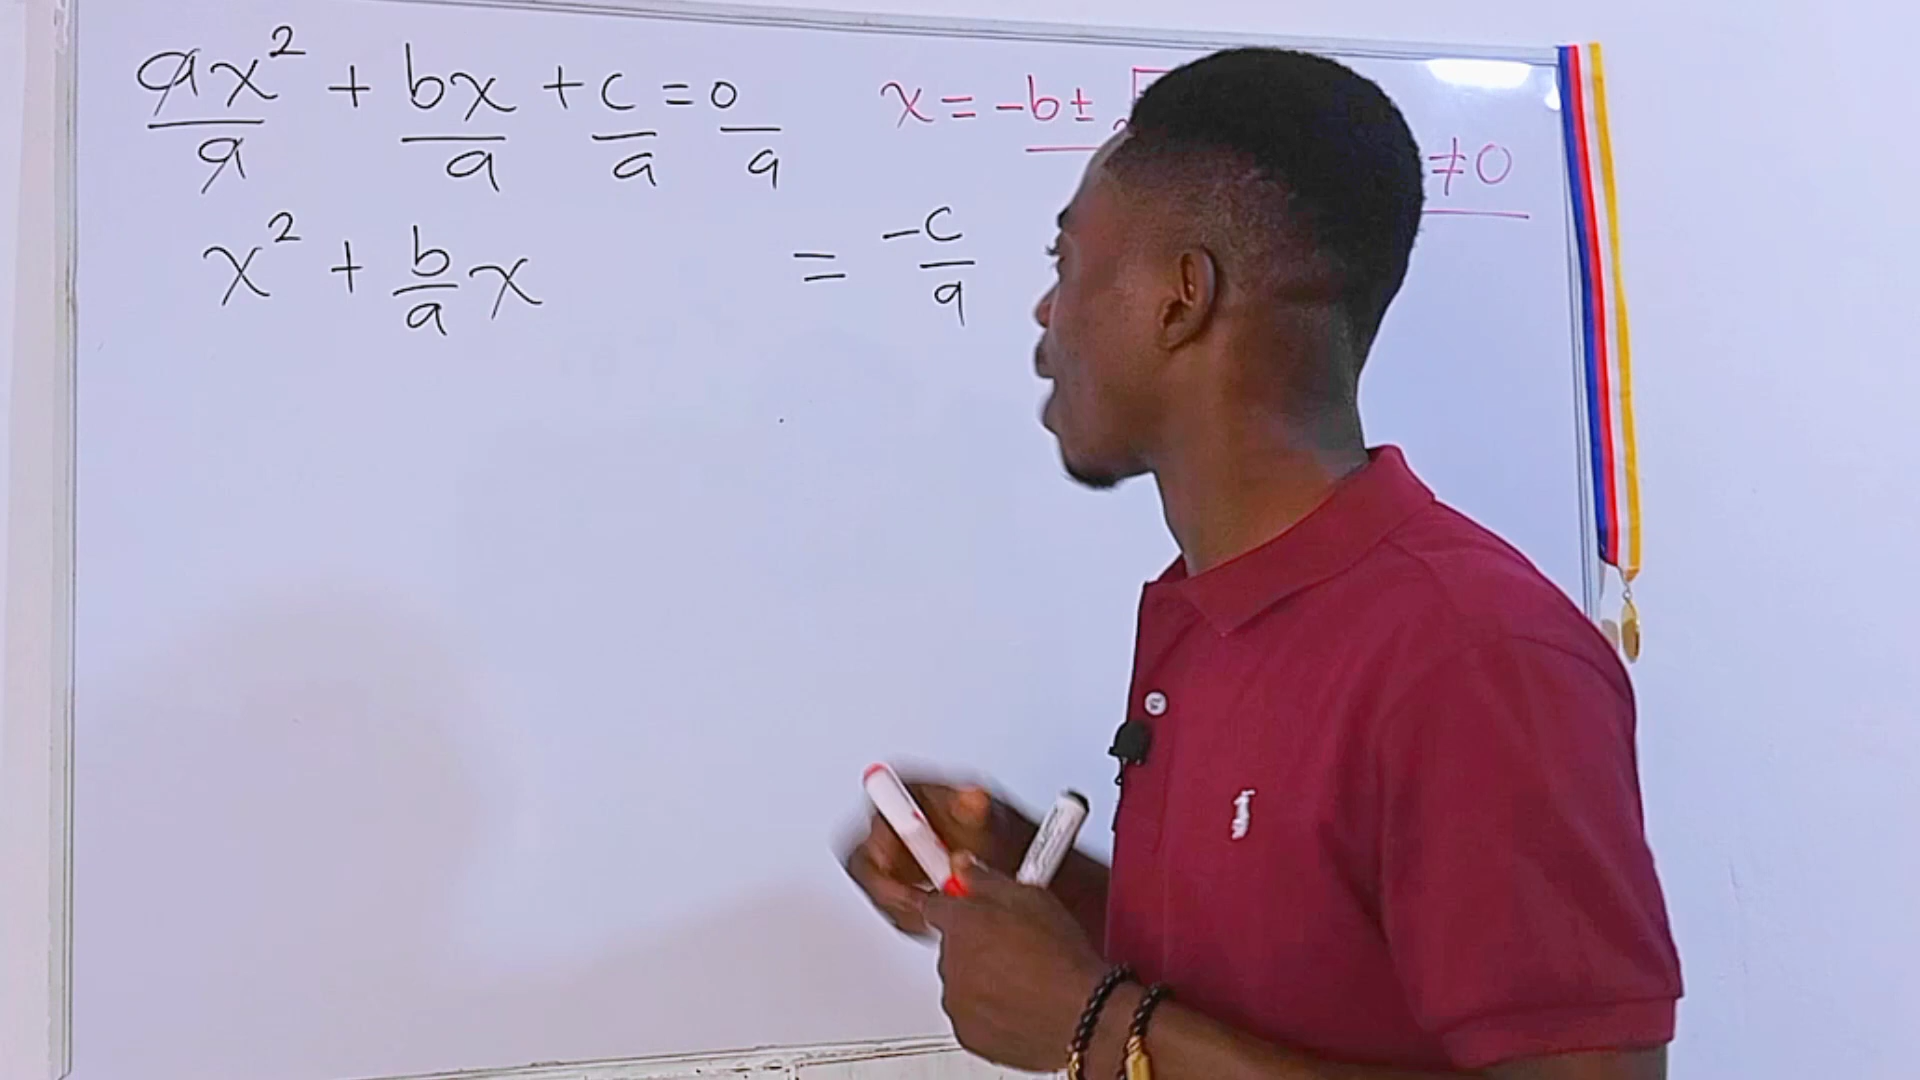 ax² + bx + c = 0
a a a a
x = -b ±
≠ 0
x² + b/a x = -c/a